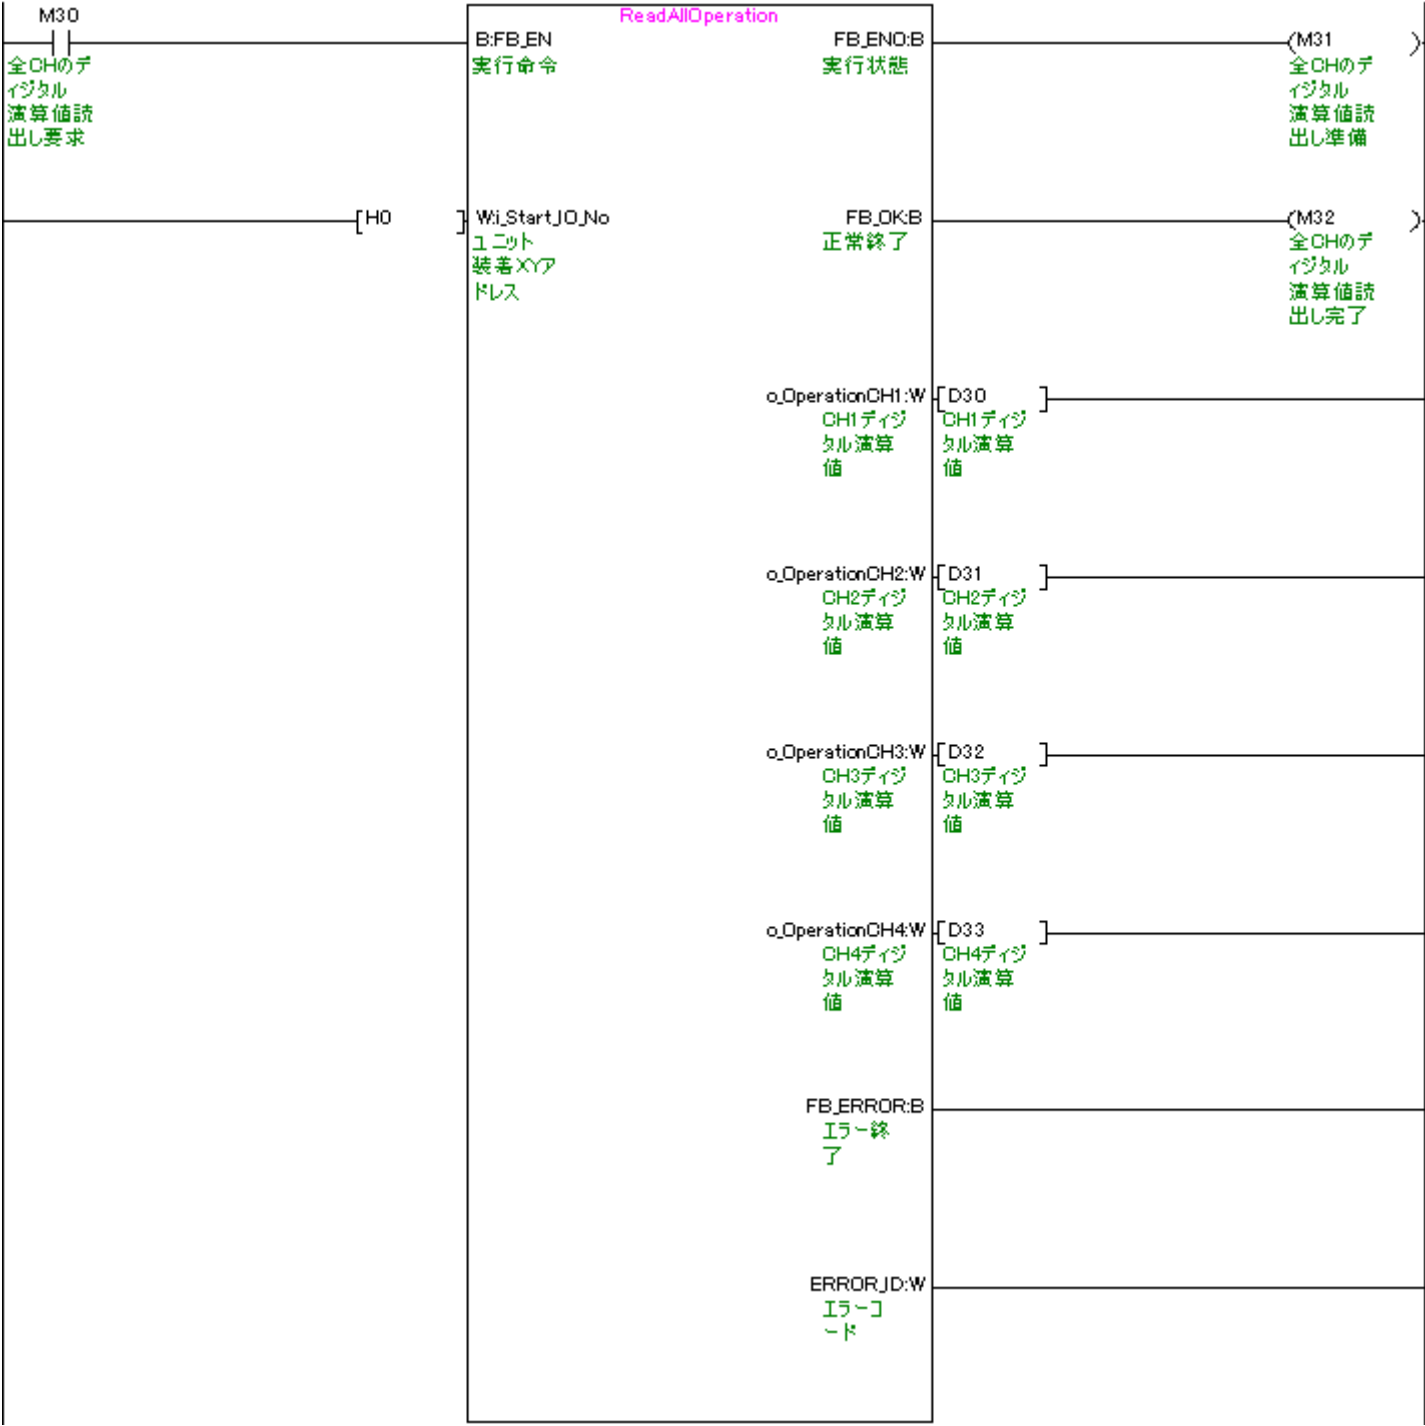 M30
ReadAllOperation
B:FB_EN
FB_ENO:B
(M31 )
全CHのデ
ィジタル
演算値読
出し要求
実行命令
実行状態
全CHのデ
ィジタル
演算値読
出し準備
[H0 ]
W:i_Start_IO_No
FB_OK:B
(M32 )
ユニット
装着XYア
ドレス
正常終了
全CHのデ
ィジタル
演算値読
出し完了
o_OperationCH1:W
[D30 ]
CH1ディジ
タル演算
値
CH1ディジ
タル演算
値
o_OperationCH2:W
[D31 ]
CH2ディジ
タル演算
値
CH2ディジ
タル演算
値
o_OperationCH3:W
[D32 ]
CH3ディジ
タル演算
値
CH3ディジ
タル演算
値
o_OperationCH4:W
[D33 ]
CH4ディジ
タル演算
値
CH4ディジ
タル演算
値
FB_ERROR:B
エラー終
了
ERROR_ID:W
エラーコ
ード